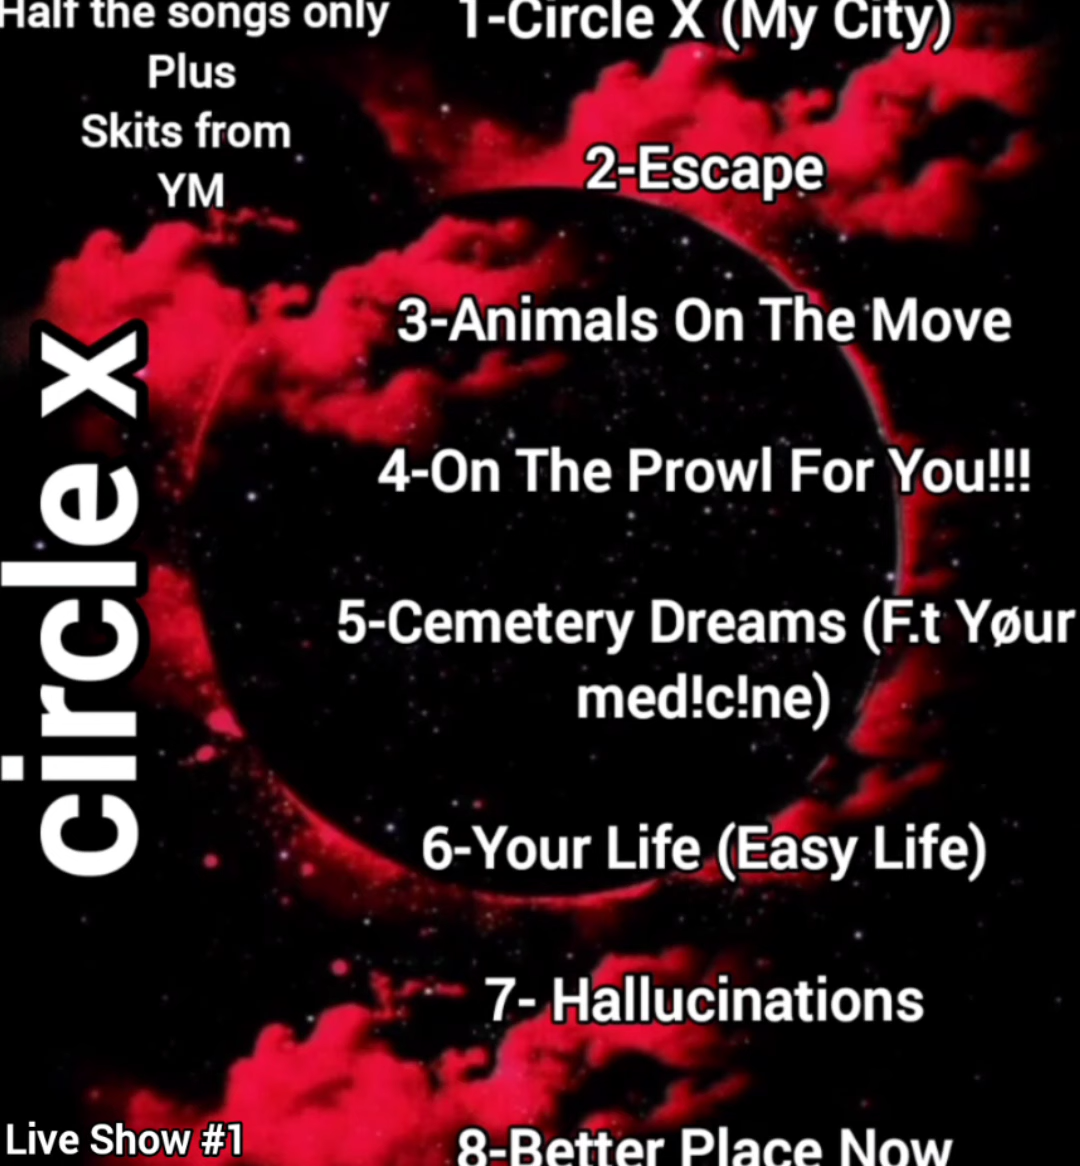 Half the songs only
Plus
Skits from
YM
circle x
1-Circle X (My City)
2-Escape
3-Animals On The Move
4-On The Prowl For You!!!
5-Cemetery Dreams (F.t Yøur
med!c!ne)
6-Your Life (Easy Life)
7- Hallucinations
8-Better Place Now
Live Show #1